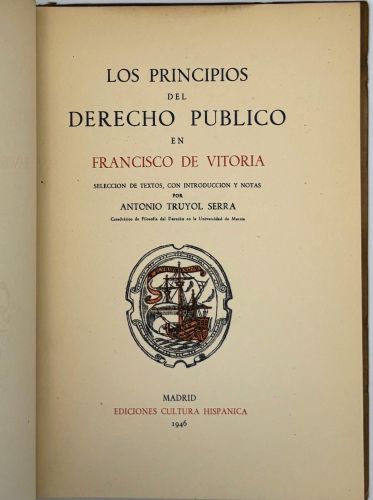 LOS PRINCIPIOS
DEL
DERECHO PUBLICO
EN
FRANCISCO DE VITORIA
SELECCION DE TEXTOS, CON INTRODUCCION Y NOTAS
POR
ANTONIO TRUYOL SERRA
Catedrático de Filosofía del Derecho en la Universidad de Murcia
MADRID
EDICIONES CULTURA HISPANICA
1946